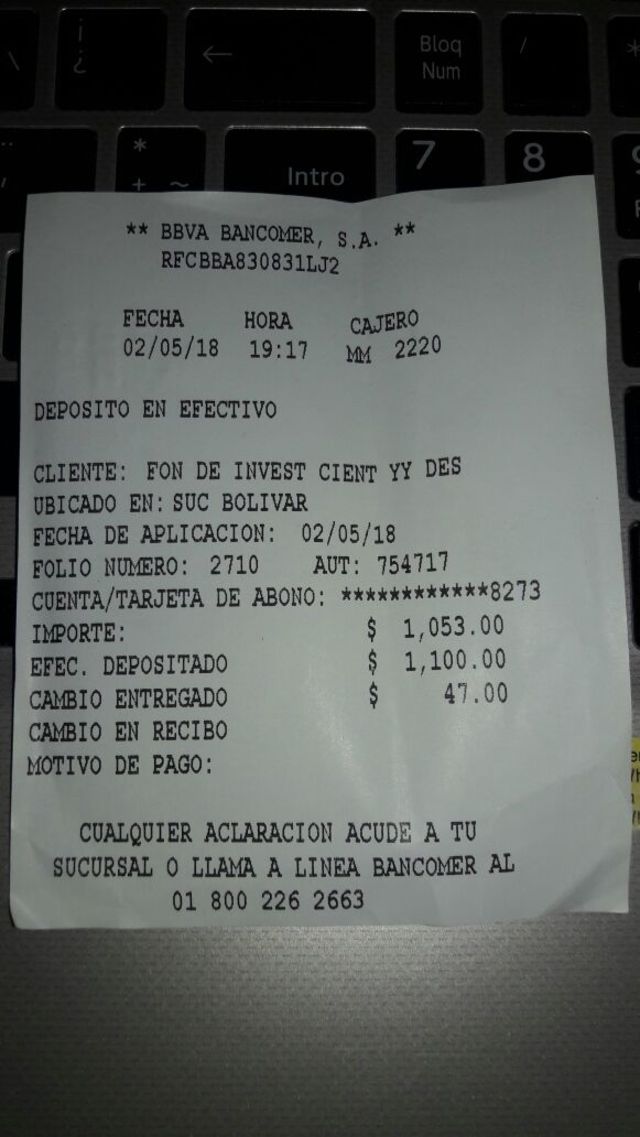 \
¡
¿
←
Bloq
Num
/
*
¨
*
+ ~
Intro
7
8
9
** BBVA BANCOMER, S.A. **
RFCBBA830831LJ2
FECHA HORA CAJERO
02/05/18 19:17 MM 2220
DEPOSITO EN EFECTIVO
CLIENTE: FON DE INVEST CIENT YY DES
UBICADO EN: SUC BOLIVAR
FECHA DE APLICACION: 02/05/18
FOLIO NUMERO: 2710 AUT: 754717
CUENTA/TARJETA DE ABONO: ************8273
IMPORTE: $ 1,053.00
EFEC. DEPOSITADO $ 1,100.00
CAMBIO ENTREGADO $ 47.00
CAMBIO EN RECIBO
MOTIVO DE PAGO:
CUALQUIER ACLARACION ACUDE A TU
SUCURSAL O LLAMA A LINEA BANCOMER AL
01 800 226 2663